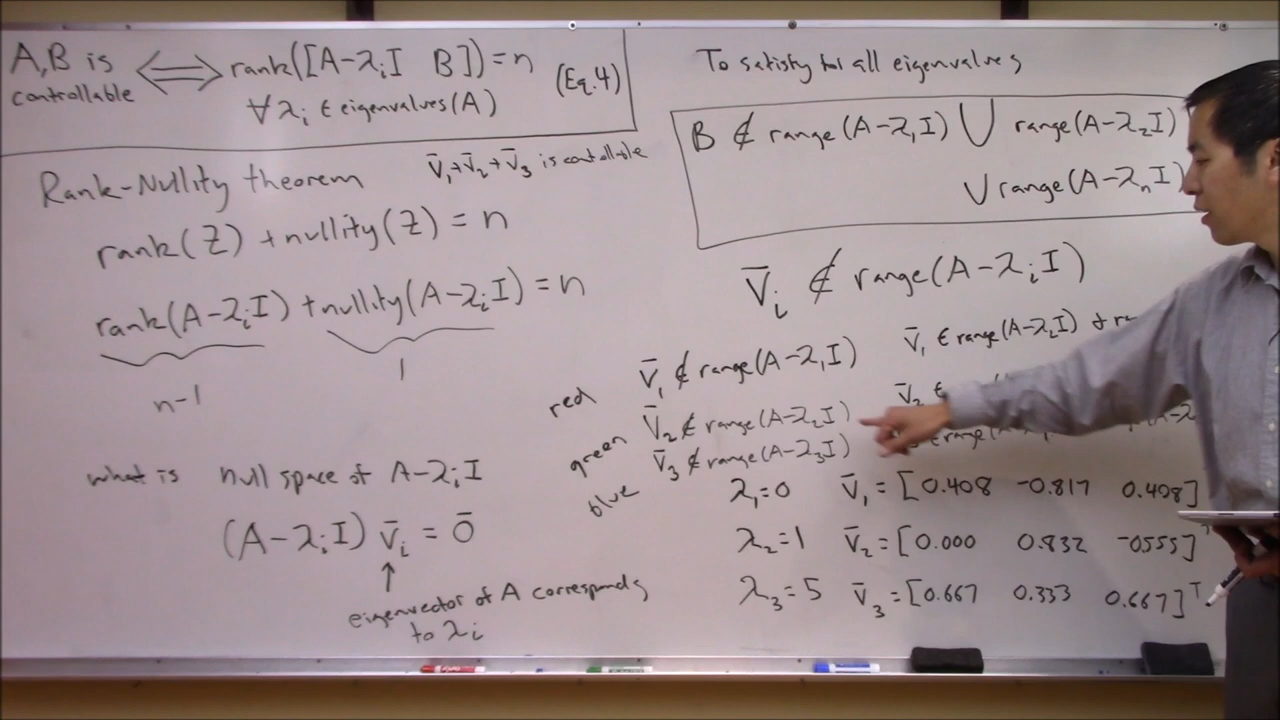 A,B is ⟺ rank([A-λᵢI B]) = n (Eq.4)
controllable ∀ λᵢ ∈ eigenvalues(A)
Rank-Nullity theorem
v̄₁+v̄₂+v̄₃ is controllable
rank(Z) + nullity(Z) = n
rank(A-λᵢI) + nullity(A-λᵢI) = n
n-1
1
what is null space of A-λᵢI
(A-λᵢI) v̄ᵢ = 0̄
↑
eigenvector of A corresponds
to λᵢ
To satisfy for all eigenvalues
B ∉ range(A-λ₁I) ∪ range(A-λ₂I)
∪ range(A-λₙI)
v̄ᵢ ∉ range(A-λᵢI)
red v̄₁ ∉ range(A-λ₁I)
v̄₁ ∈ range(A-λ₂I) &
green v̄₂ ∉ range(A-λ₂I)
v̄₂ ∈
blue v̄₃ ∉ range(A-λ₃I)
λ₁=0 v̄₁ = [0.408 -0.817 0.408]
λ₂=1 v̄₂ = [0.000 0.832 -0.555]ᵀ
λ₃=5 v̄₃ = [0.667 0.333 0.667]ᵀ